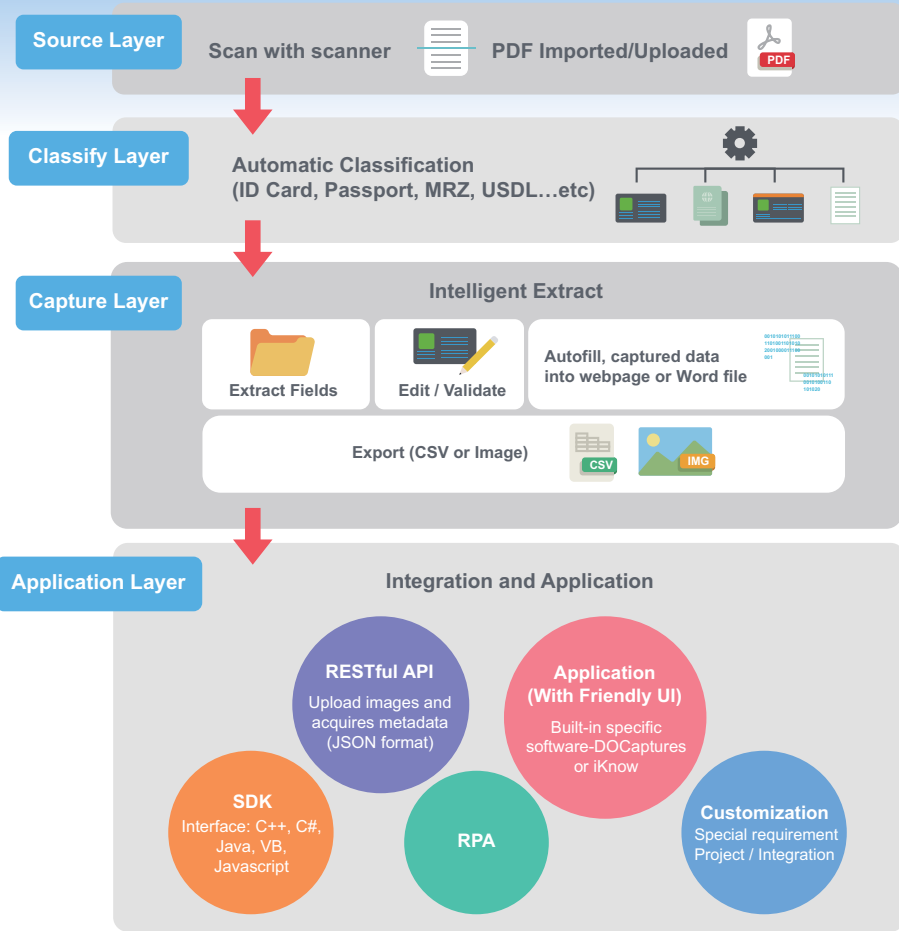 Source Layer
Scan with scanner
PDF Imported/Uploaded
PDF
Classify Layer
Automatic Classification
(ID Card, Passport, MRZ, USDL…etc)
Capture Layer
Intelligent Extract
Extract Fields
Edit / Validate
Autofill, captured data
into webpage or Word file
Export (CSV or Image)
CSV
IMG
Application Layer
Integration and Application
RESTful API
Upload images and
acquires metadata
(JSON format)
Application
(With Friendly UI)
Built-in specific
software-DOCaptures
or iKnow
SDK
Interface: C++, C#,
Java, VB,
Javascript
RPA
Customization
Special requirement
Project / Integration